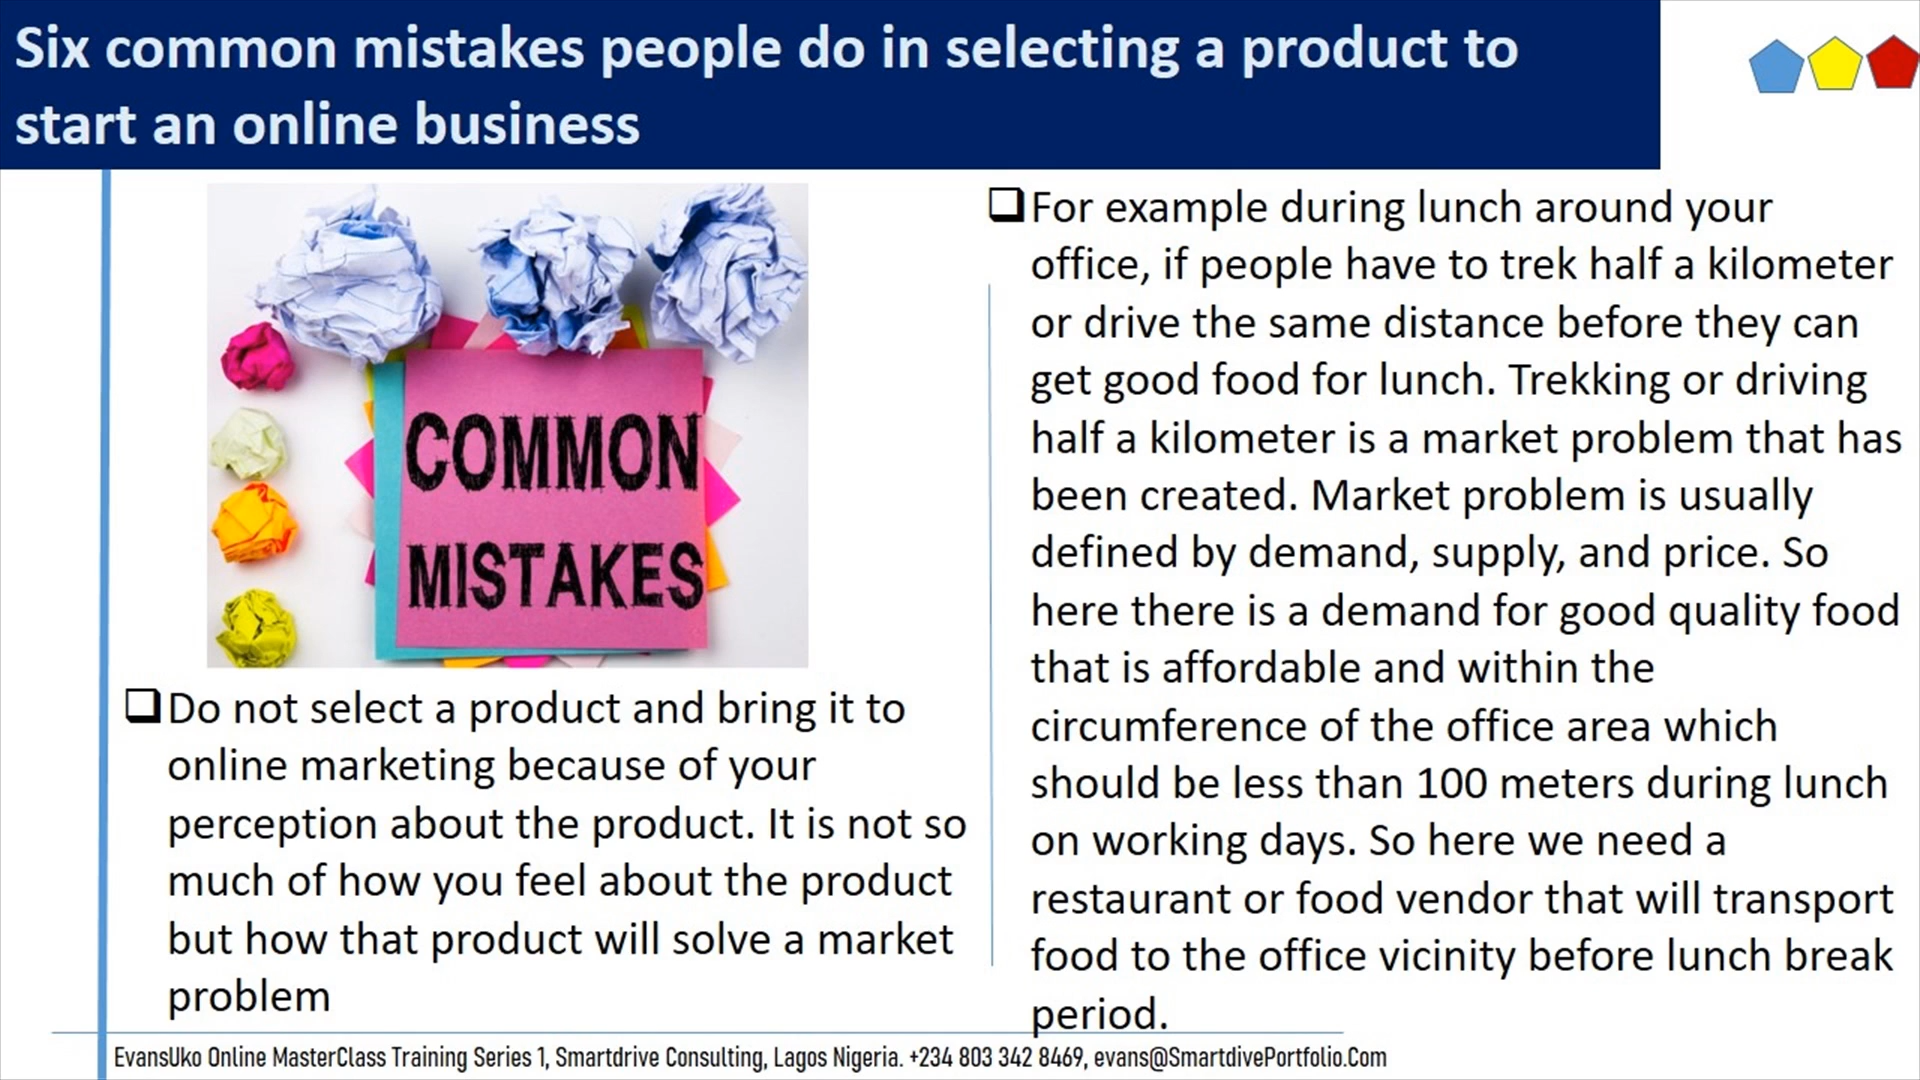 Six common mistakes people do in selecting a product to
start an online business
COMMON
MISTAKES
Do not select a product and bring it to
online marketing because of your
perception about the product. It is not so
much of how you feel about the product
but how that product will solve a market
problem
For example during lunch around your
office, if people have to trek half a kilometer
or drive the same distance before they can
get good food for lunch. Trekking or driving
half a kilometer is a market problem that has
been created. Market problem is usually
defined by demand, supply, and price. So
here there is a demand for good quality food
that is affordable and within the
circumference of the office area which
should be less than 100 meters during lunch
on working days. So here we need a
restaurant or food vendor that will transport
food to the office vicinity before lunch break
period.
EvansUko Online MasterClass Training Series 1, Smartdrive Consulting, Lagos Nigeria. +234 803 342 8469, evans@SmartdivePortfolio.Com